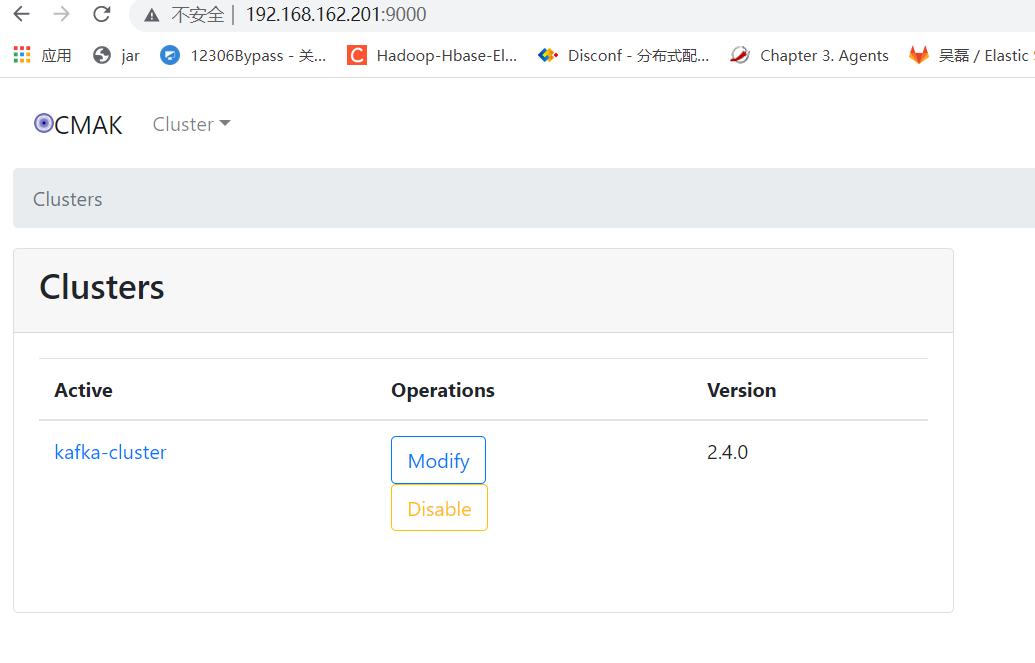 不安全 | 192.168.162.201:9000
应用 jar 12306Bypass - 关... Hadoop-Hbase-El... Disconf - 分布式配... Chapter 3. Agents 吴磊 / Elastic
CMAK Cluster
Clusters
Clusters
Active Operations Version
kafka-cluster Modify 2.4.0
Disable